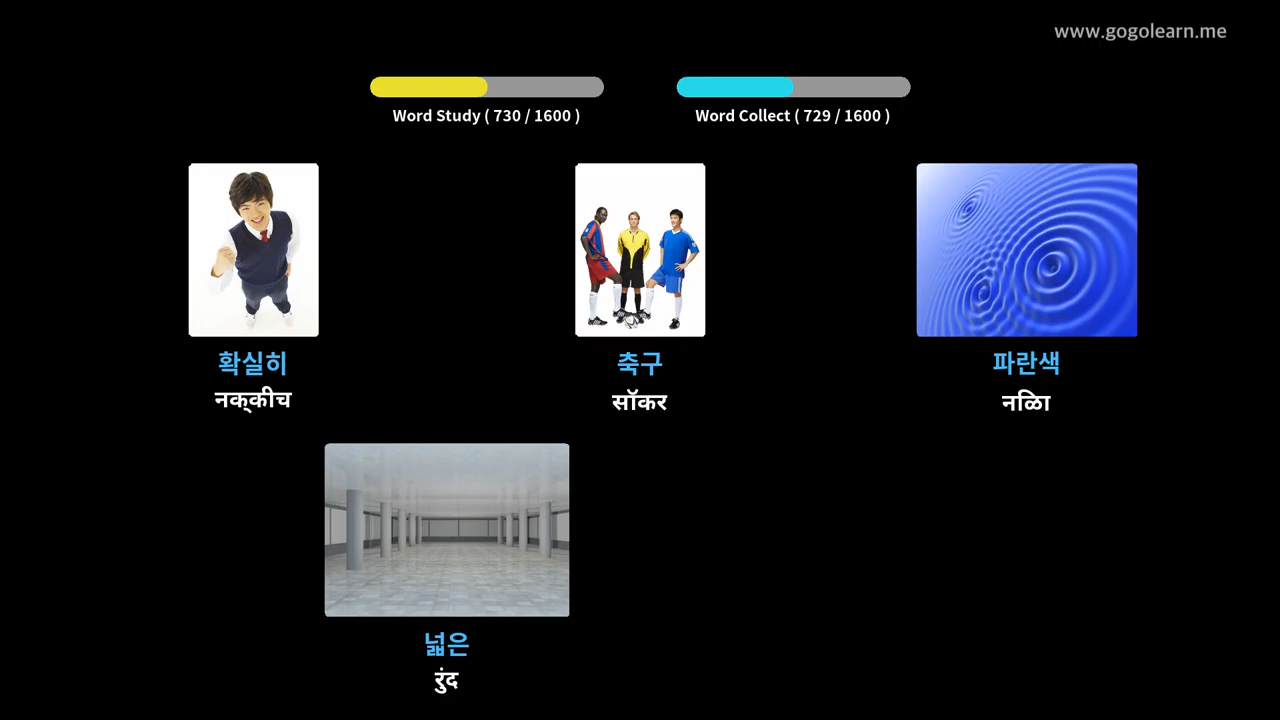 www.gogolearn.me
Word Study ( 730 / 1600 )
Word Collect ( 729 / 1600 )
확실히
नक्कीच
축구
सॉकर
파란색
निळा
넓은
रुंद